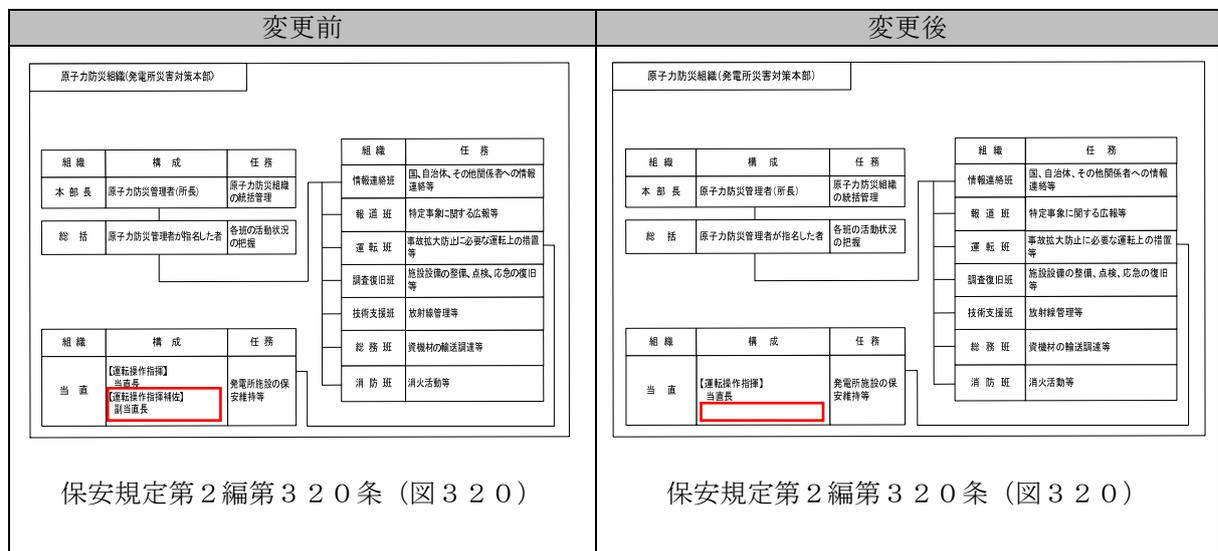 変更前
変更後
原子力防災組織(発電所災害対策本部)
組 織
構 成
任 務
本 部 長
原子力防災管理者(所長)
原子力防災組織
の統括管理
総 括
原子力防災管理者が指名した者
各班の活動状況
の把握
組 織
任 務
情報連絡班
国、自治体、その他関係者への情報
連絡等
報 道 班
特定事象に関する広報等
運 転 班
事故拡大防止に必要な運転上の措置
等
調査復旧班
施設設備の整備、点検、応急の復旧
等
技術支援班
放射線管理等
総 務 班
資機材の輸送調達等
消 防 班
消火活動等
組 織
構 成
任 務
当 直
【運転操作指揮】
当直長
【運転操作指揮補佐】
副当直長
発電所施設の保
安維持等
保安規定第2編第320条(図320)
原子力防災組織(発電所災害対策本部)
組 織
構 成
任 務
本 部 長
原子力防災管理者(所長)
原子力防災組織
の統括管理
総 括
原子力防災管理者が指名した者
各班の活動状況
の把握
組 織
任 務
情報連絡班
国、自治体、その他関係者への情報
連絡等
報 道 班
特定事象に関する広報等
運 転 班
事故拡大防止に必要な運転上の措置
等
調査復旧班
施設設備の整備、点検、応急の復旧
等
技術支援班
放射線管理等
総 務 班
資機材の輸送調達等
消 防 班
消火活動等
組 織
構 成
任 務
当 直
【運転操作指揮】
当直長
発電所施設の保
安維持等
保安規定第2編第320条(図320)